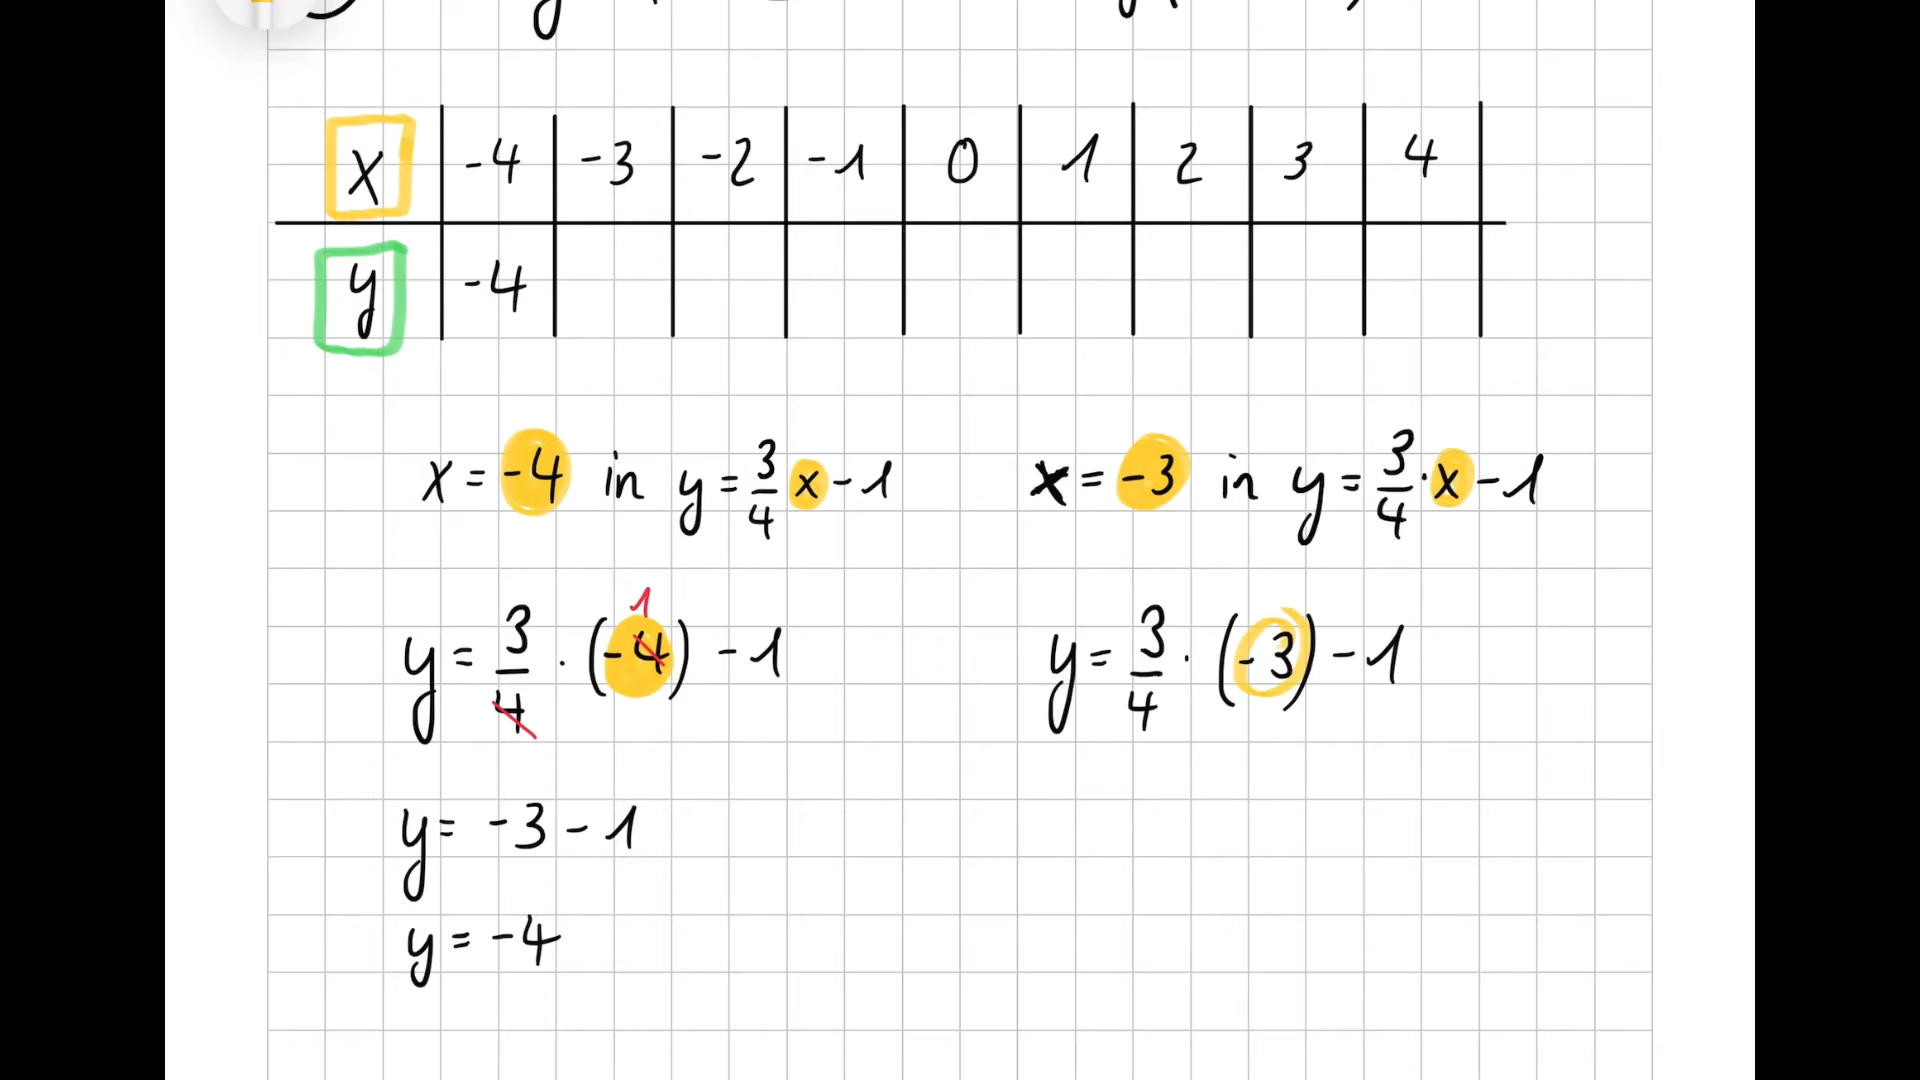 x -4 -3 -2 -1 0 1 2 3 4
y -4
x = -4 in y = 3/4 x - 1
x = -3 in y = 3/4 · x - 1
y = 3/4 · (-4) - 1
1
y = 3/4 · (-3) - 1
y = -3 - 1
y = -4